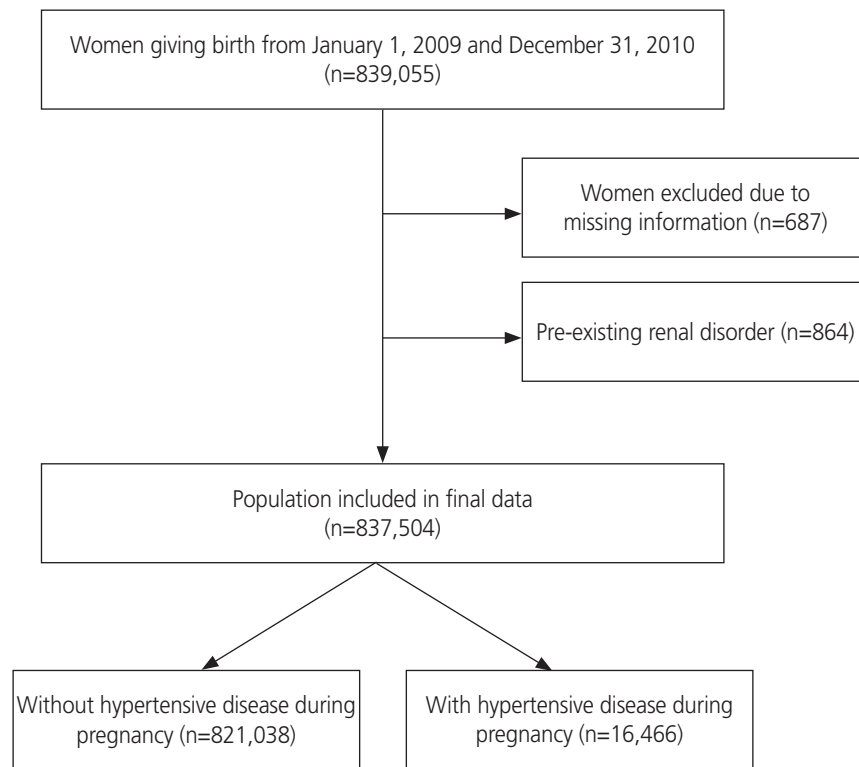 Women giving birth from January 1, 2009 and December 31, 2010
(n=839,055)
Women excluded due to
missing information (n=687)
Pre-existing renal disorder (n=864)
Population included in final data
(n=837,504)
Without hypertensive disease during
pregnancy (n=821,038)
With hypertensive disease during
pregnancy (n=16,466)